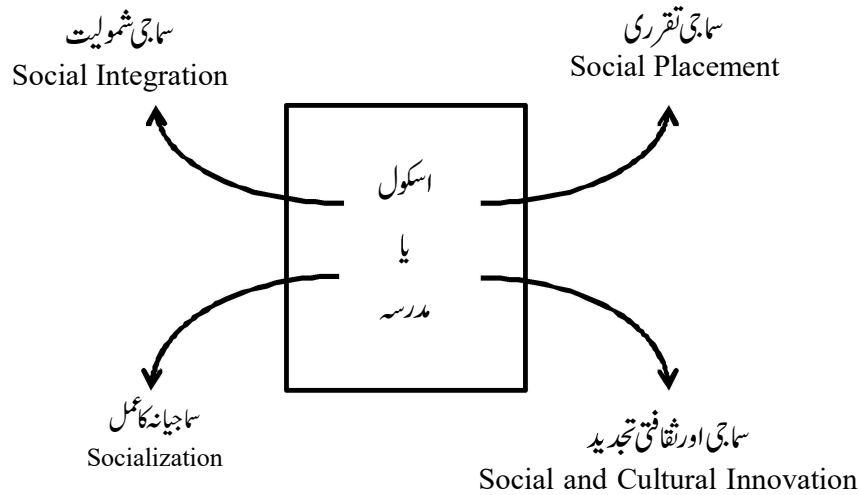 سماجی شمولیت
Social Integration
سماجی تقرری
Social Placement
اسکول
یا
مدرسہ
سماجیانہ کا عمل
Socialization
سماجی اور ثقافتی تجدید
Social and Cultural Innovation